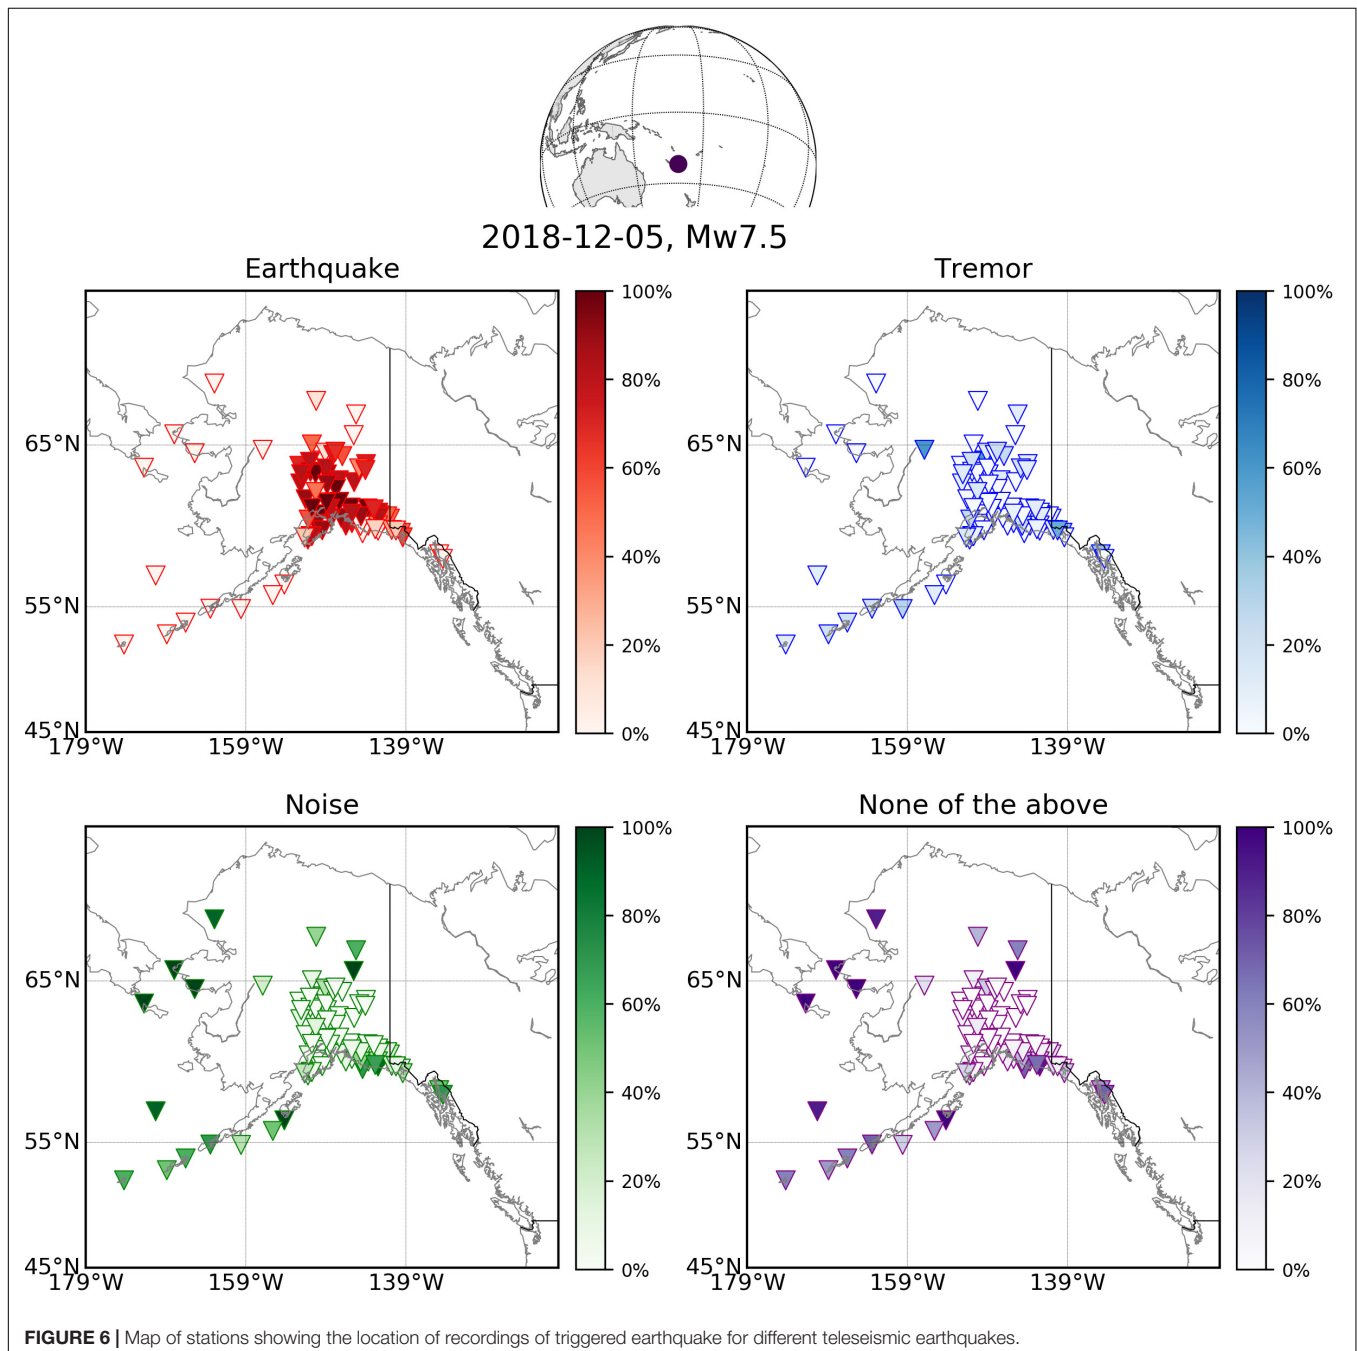 2018-12-05, Mw7.5
Earthquake
Tremor
65°N
55°N
45°N
179°W
159°W
139°W
100%
80%
60%
40%
20%
0%
65°N
55°N
45°N
179°W
159°W
139°W
100%
80%
60%
40%
20%
0%
Noise
None of the above
65°N
55°N
45°N
179°W
159°W
139°W
100%
80%
60%
40%
20%
0%
65°N
55°N
45°N
179°W
159°W
139°W
100%
80%
60%
40%
20%
0%
FIGURE 6 | Map of stations showing the location of recordings of triggered earthquake for different teleseismic earthquakes.